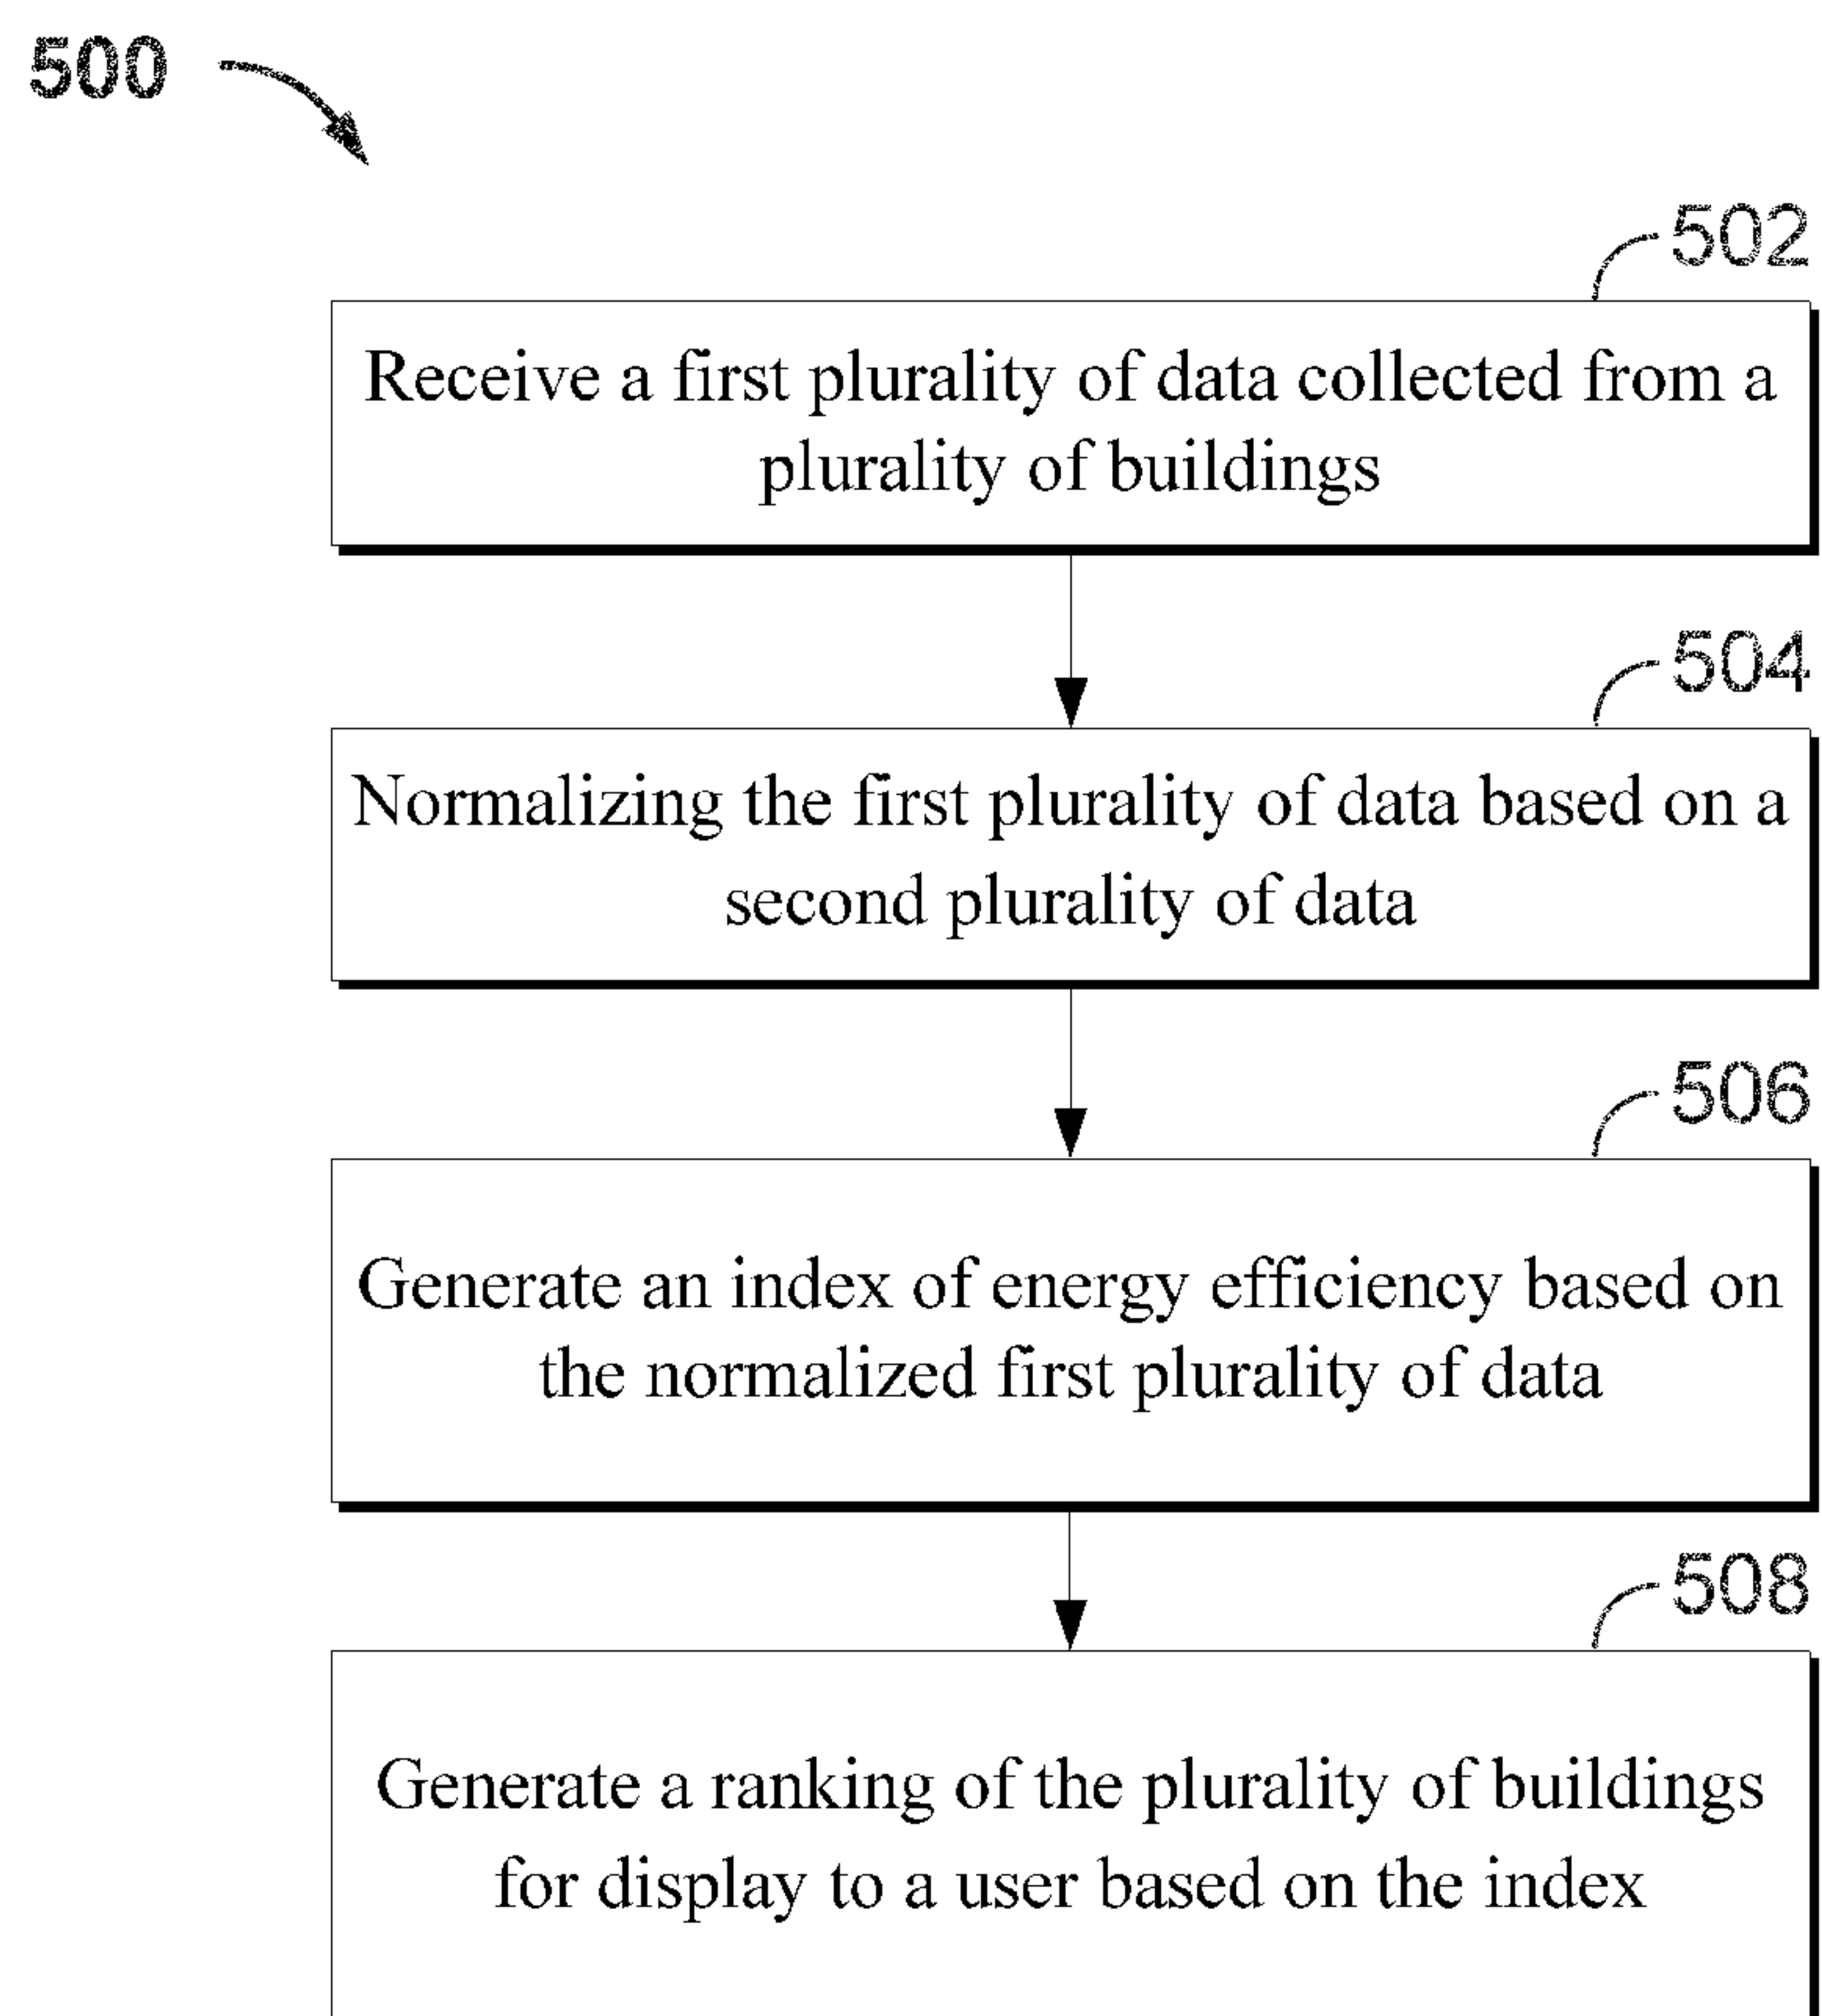 500
502
Receive a first plurality of data collected from a
plurality of buildings
504
Normalizing the first plurality of data based on a
second plurality of data
506
Generate an index of energy efficiency based on
the normalized first plurality of data
508
Generate a ranking of the plurality of buildings
for display to a user based on the index